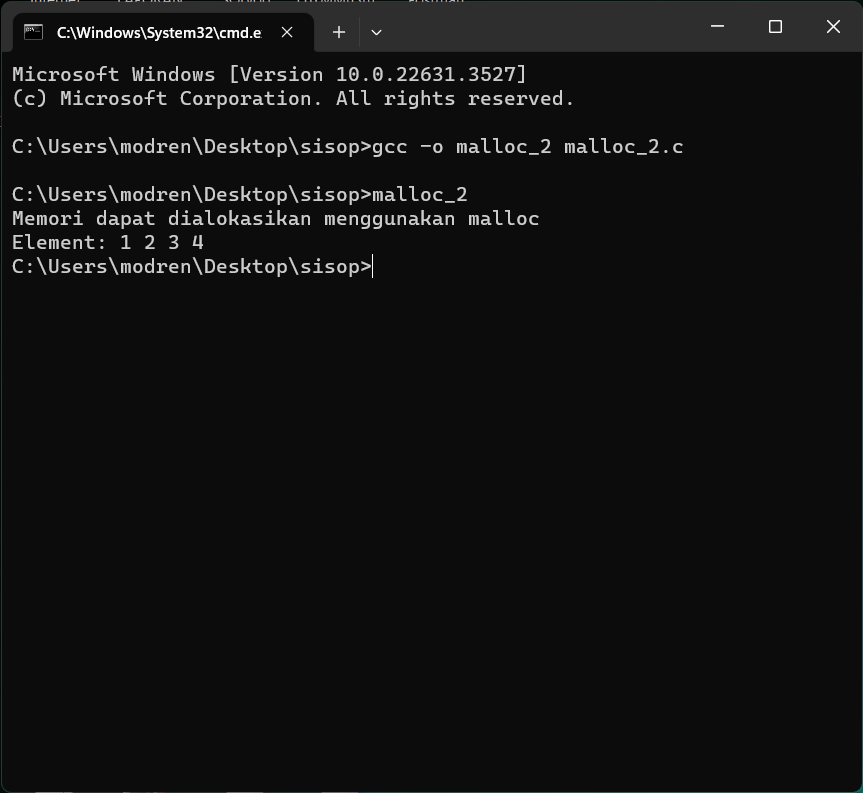 C:\Windows\System32\cmd.e
Microsoft Windows [Version 10.0.22631.3527]
(c) Microsoft Corporation. All rights reserved.
C:\Users\modren\Desktop\sisop>gcc -o malloc_2 malloc_2.c
C:\Users\modren\Desktop\sisop>malloc_2
Memori dapat dialokasikan menggunakan malloc
Element: 1 2 3 4
C:\Users\modren\Desktop\sisop>